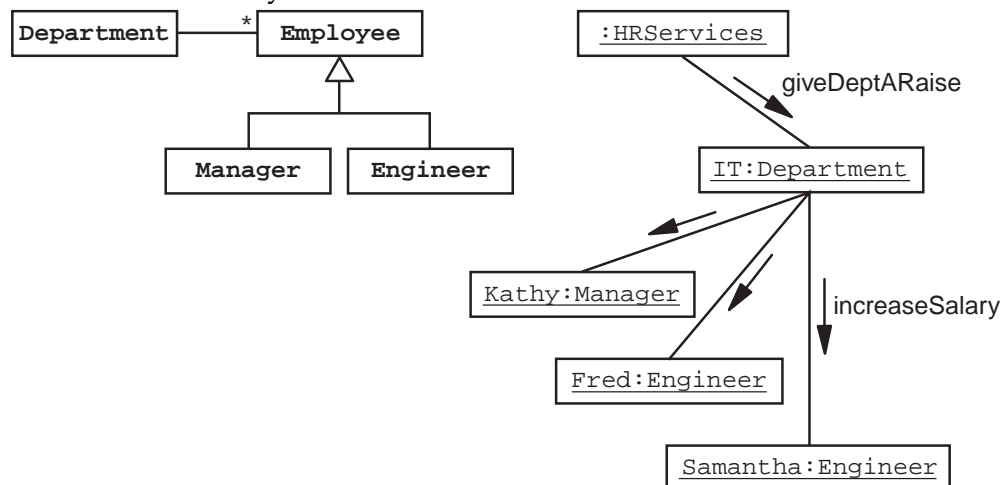 Department
*
Employee
Manager
Engineer
:HRServices
giveDeptARaise
IT:Department
Kathy:Manager
increaseSalary
Fred:Engineer
Samantha:Engineer